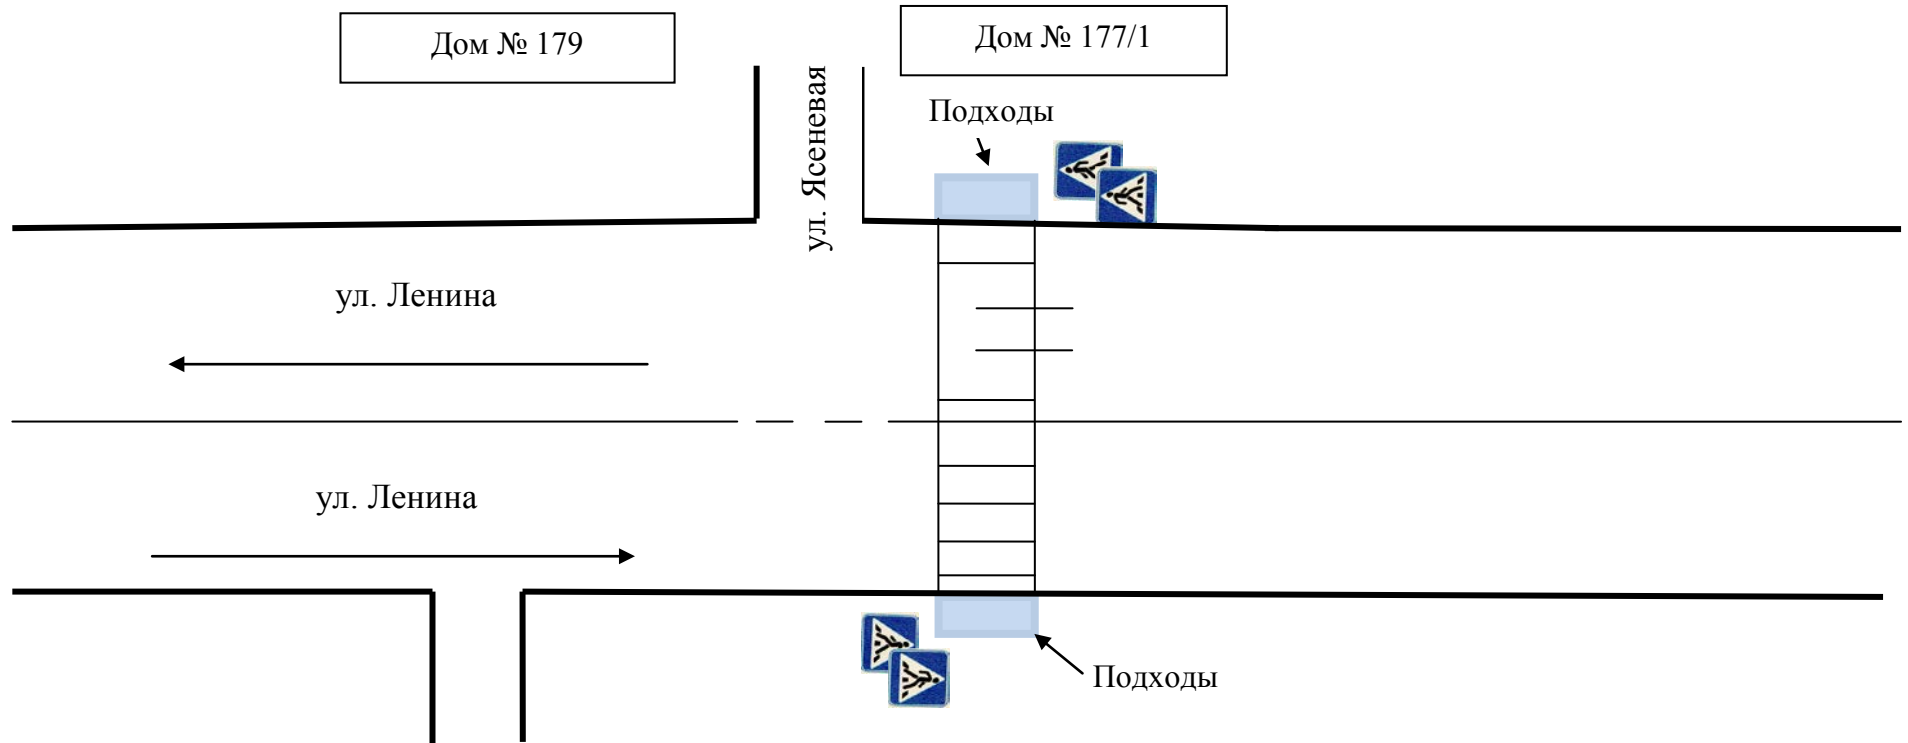 Дом № 179
Дом № 177/1
ул. Ясеневая
Подходы
ул. Ленина
ул. Ленина
Подходы